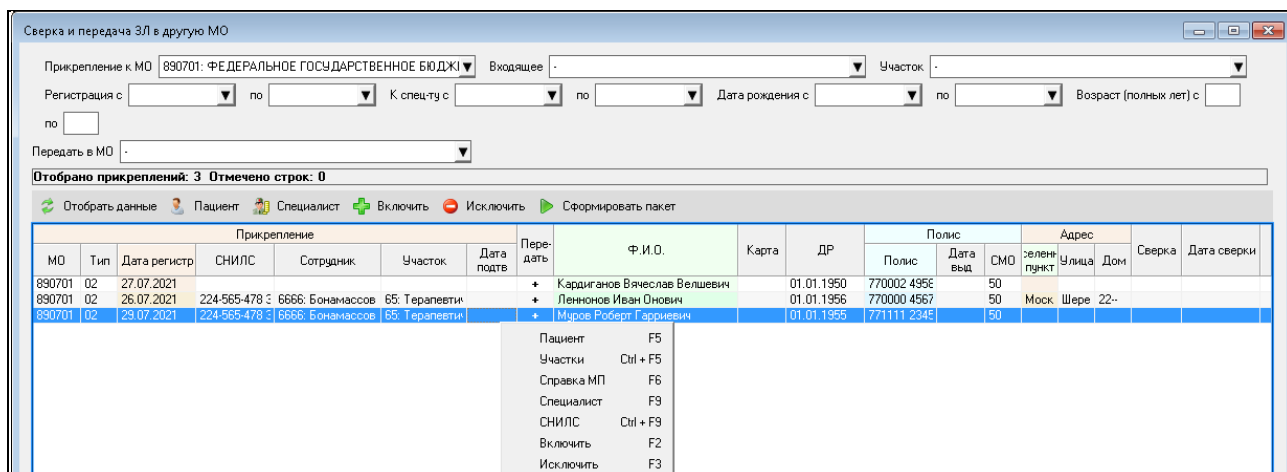 Сверка и передача ЗЛ в другую МО
Прикрепление к МО 890701: ФЕДЕРАЛЬНОЕ ГОСУДАРСТВЕННОЕ БЮДЖ Входящее - Участок -
Регистрация с по К спец-ту с по Дата рождения с по Возраст (полных лет) с
по
Передать в МО -
Отобрано прикреплений: 3 Отмечено строк: 0
Отобрать данные Пациент Специалист Включить Исключить Сформировать пакет
Прикрепление Пере-дать Ф.И.О. Карта ДР Полис Адрес Сверка Дата сверки
МО Тип Дата регистр СНИЛС Сотрудник Участок Дата подтв Полис Дата выд СМО селенн пункт Улица Дом
890701 02 27.07.2021 + Кардиганов Вячеслав Велшевич 01.01.1950 770002 4958 50
890701 02 26.07.2021 224-565-478 3 6666: Бонамассов 65: Терапевтич + Леннонов Иван Онович 01.01.1956 770000 4567 50 Моск Шере 22--
890701 02 29.07.2021 224-565-478 3 6666: Бонамассов 65: Терапевтич + Муров Роберт Гарриевич 01.01.1955 771111 2345 50
Пациент F5
Участки Ctrl + F5
Справка МП F6
Специалист F9
СНИЛС Ctrl + F9
Включить F2
Исключить F3